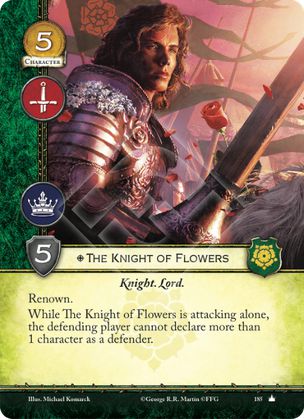 5
CHARACTER
5
THE KNIGHT OF FLOWERS
Knight. Lord.
Renown.
While The Knight of Flowers is attacking alone,
the defending player cannot declare more than
1 character as a defender.
Illus. Michael Komarck ©George R.R. Martin ©FFG 185